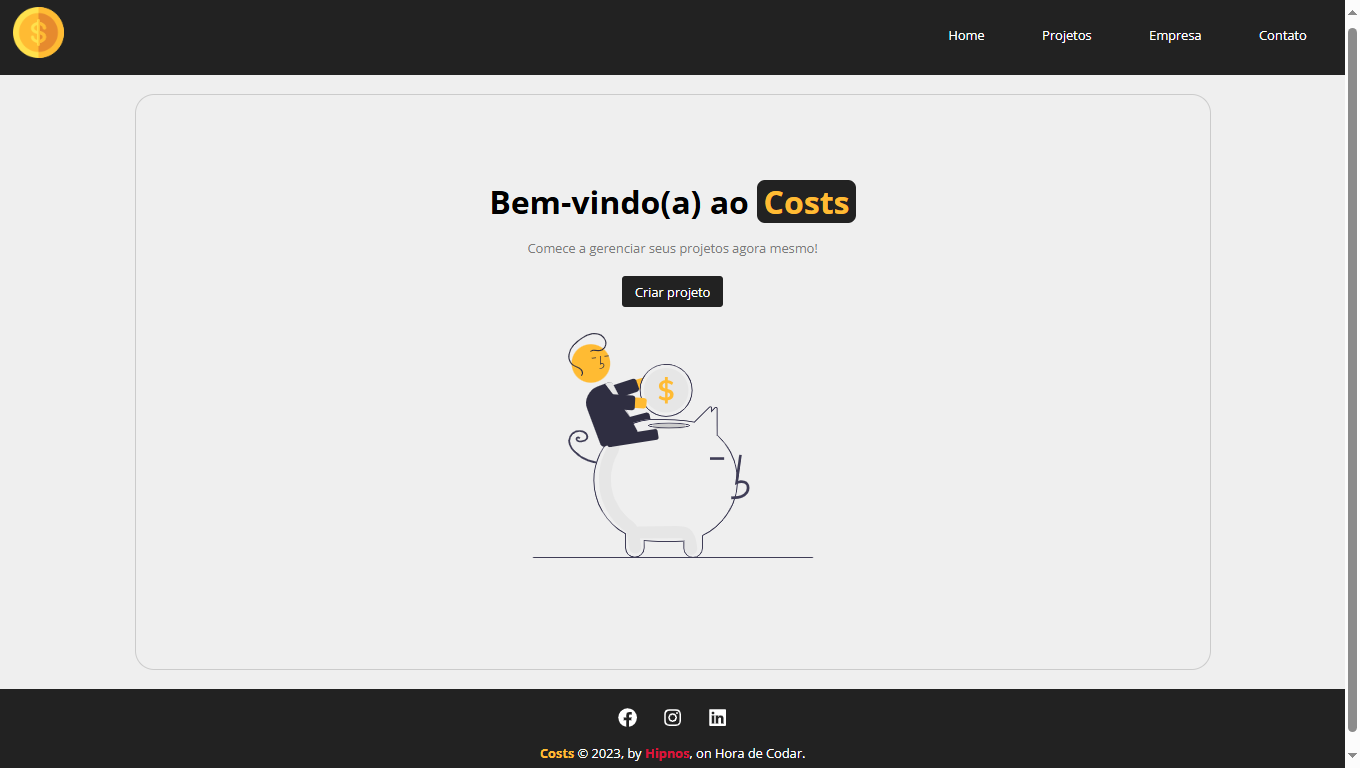 $
Home Projetos Empresa Contato
Bem-vindo(a) ao Costs
Comece a gerenciar seus projetos agora mesmo!
Criar projeto
$
Costs © 2023, by Hipnos, on Hora de Codar.